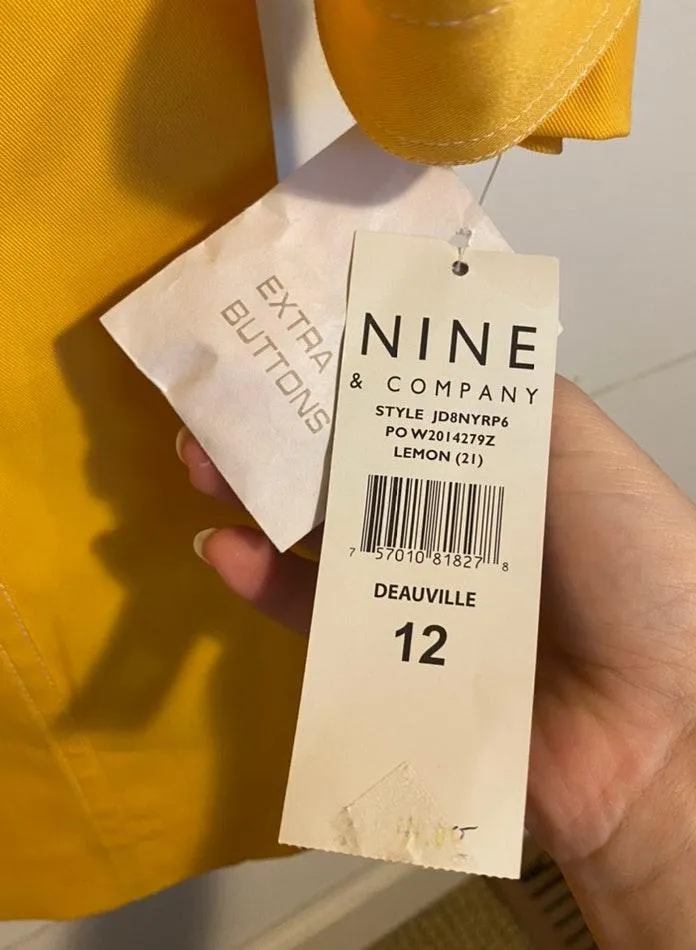 EXTRA
BUTTONS
NINE
& COMPANY
STYLE JD8NYRP6
PO W2014279Z
LEMON (21)
7 57010 81827 8
DEAUVILLE
12